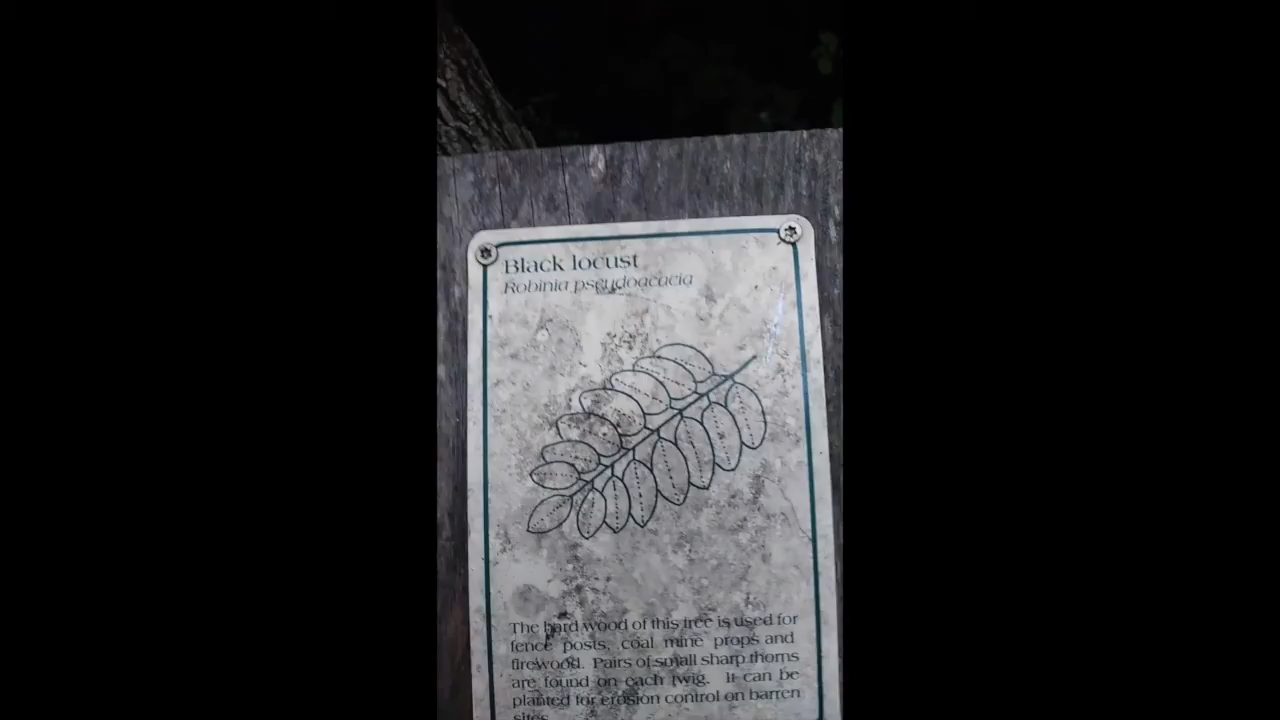 Black locust
Robinia pseudoacacia
The hard wood of this tree is used for
fence posts, coal mine props and
firewood. Pairs of small sharp thorns
are found on each twig. It can be
planted for erosion control on barren
sites.